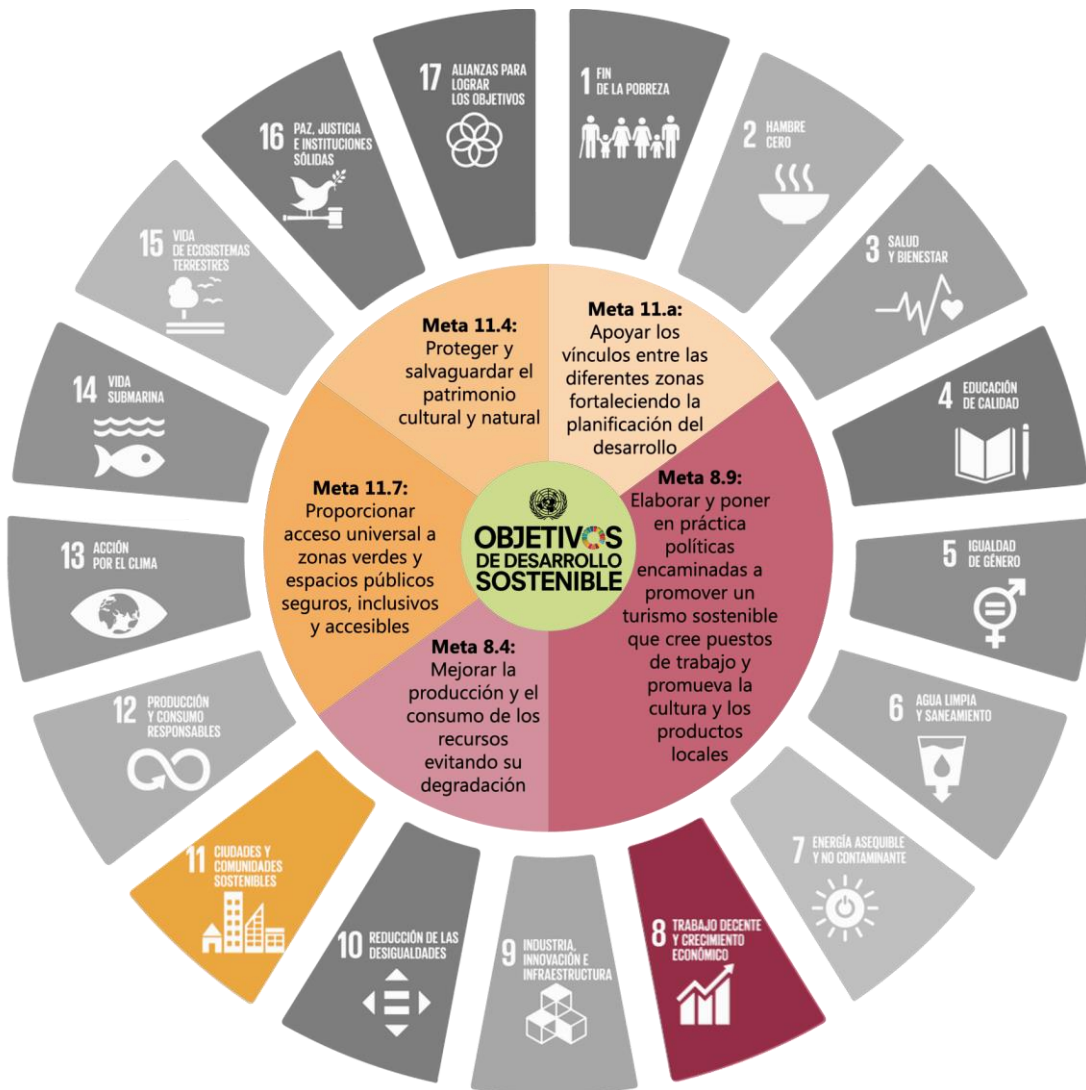 1 FIN
DE LA POBREZA
2 HAMBRE
CERO
3 SALUD
Y BIENESTAR
4 EDUCACIÓN
DE CALIDAD
5 IGUALDAD
DE GÉNERO
6 AGUA LIMPIA
Y SANEAMIENTO
7 ENERGÍA ASEQUIBLE
Y NO CONTAMINANTE
8 TRABAJO DECENTE
Y CRECIMIENTO
ECONÓMICO
9 INDUSTRIA,
INNOVACIÓN E
INFRAESTRUCTURA
10 REDUCCIÓN DE LAS
DESIGUALDADES
11 CIUDADES Y
COMUNIDADES
SOSTENIBLES
12 PRODUCCIÓN
Y CONSUMO
RESPONSABLES
13 ACCIÓN
POR EL CLIMA
14 VIDA
SUBMARINA
15 VIDA
DE ECOSISTEMAS
TERRESTRES
16 PAZ, JUSTICIA
E INSTITUCIONES
SÓLIDAS
17 ALIANZAS PARA
LOGRAR
LOS OBJETIVOS
Meta 11.4:
Proteger y
salvaguardar el
patrimonio
cultural y natural
Meta 11.a:
Apoyar los
vínculos entre las
diferentes zonas
fortaleciendo la
planificación del
desarrollo
Meta 11.7:
Proporcionar
acceso universal a
zonas verdes y
espacios públicos
seguros, inclusivos
y accesibles
OBJETIVOS
DE DESARROLLO
SOSTENIBLE
Meta 8.9:
Elaborar y poner
en práctica
políticas
encaminadas a
promover un
turismo sostenible
que cree puestos
de trabajo y
promueva la
cultura y los
productos
locales
Meta 8.4:
Mejorar la
producción y el
consumo de los
recursos
evitando su
degradación